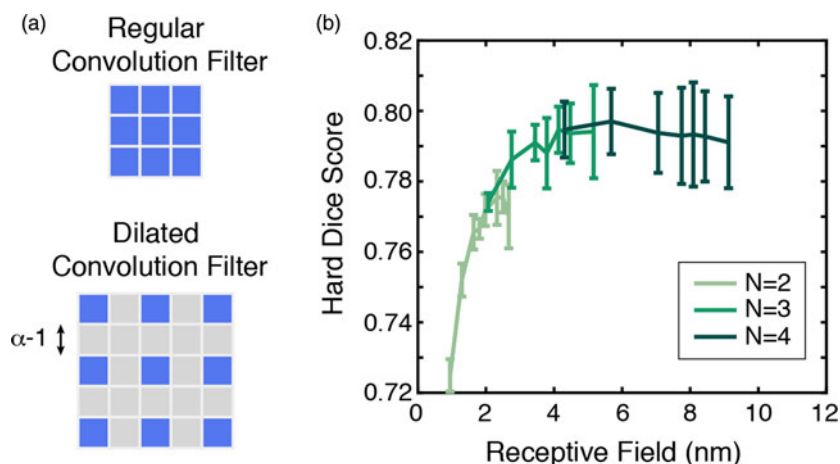 (a)
Regular
Convolution Filter
Dilated
Convolution Filter
α-1
(b)
Hard Dice Score
0.82
0.80
0.78
0.76
0.74
0.72
0
2
4
6
8
10
12
Receptive Field (nm)
N=2
N=3
N=4